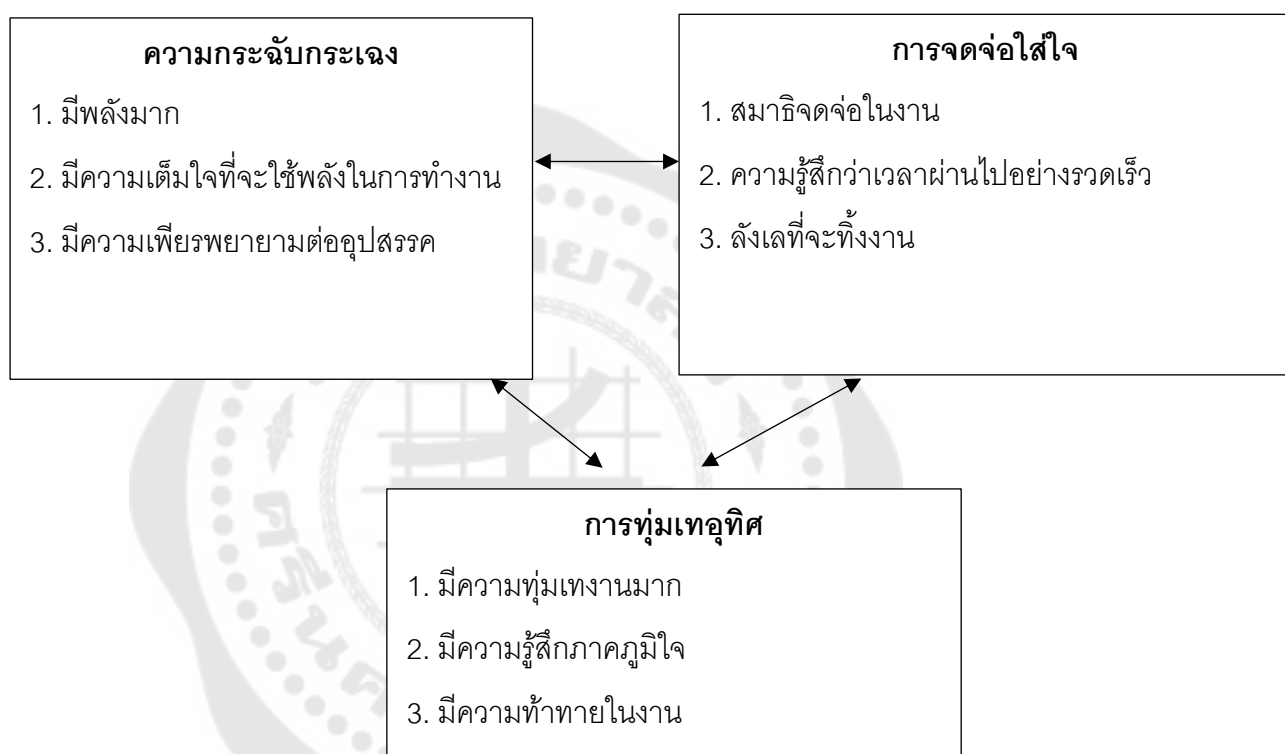 ความกระฉับกระเฉง
1. มีพลังมาก
2. มีความเต็มใจที่จะใช้พลังในการทำงาน
3. มีความเพียรพยายามต่ออุปสรรค
การจดจ่อใส่ใจ
1. สมาธิจดจ่อในงาน
2. ความรู้สึกว่าเวลาผ่านไปอย่างรวดเร็ว
3. ลังเลที่จะทิ้งงาน
การทุ่มเทอุทิศ
1. มีความทุ่มเทงานมาก
2. มีความรู้สึกภาคภูมิใจ
3. มีความท้าทายในงาน